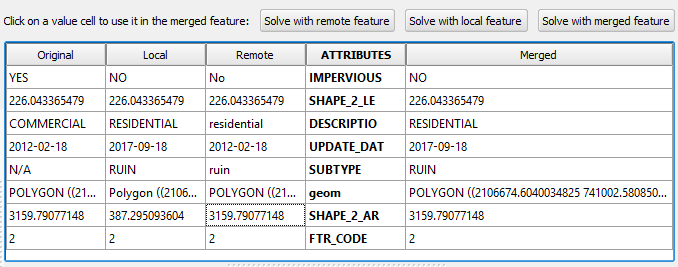 Click on a value cell to use it in the merged feature: Solve with remote feature Solve with local feature Solve with merged feature
Original Local Remote ATTRIBUTES Merged
YES NO No IMPERVIOUS NO
226.043365479 226.043365479 226.043365479 SHAPE_2_LE 226.043365479
COMMERCIAL RESIDENTIAL residential DESCRIPTIO RESIDENTIAL
2012-02-18 2017-09-18 2012-02-18 UPDATE_DAT 2017-09-18
N/A RUIN ruin SUBTYPE RUIN
POLYGON ((21... Polygon ((2106... POLYGON ((21... geom POLYGON ((2106674.6040034825 741002.580850...
3159.79077148 387.295093604 3159.79077148 SHAPE_2_AR 3159.79077148
2 2 2 FTR_CODE 2